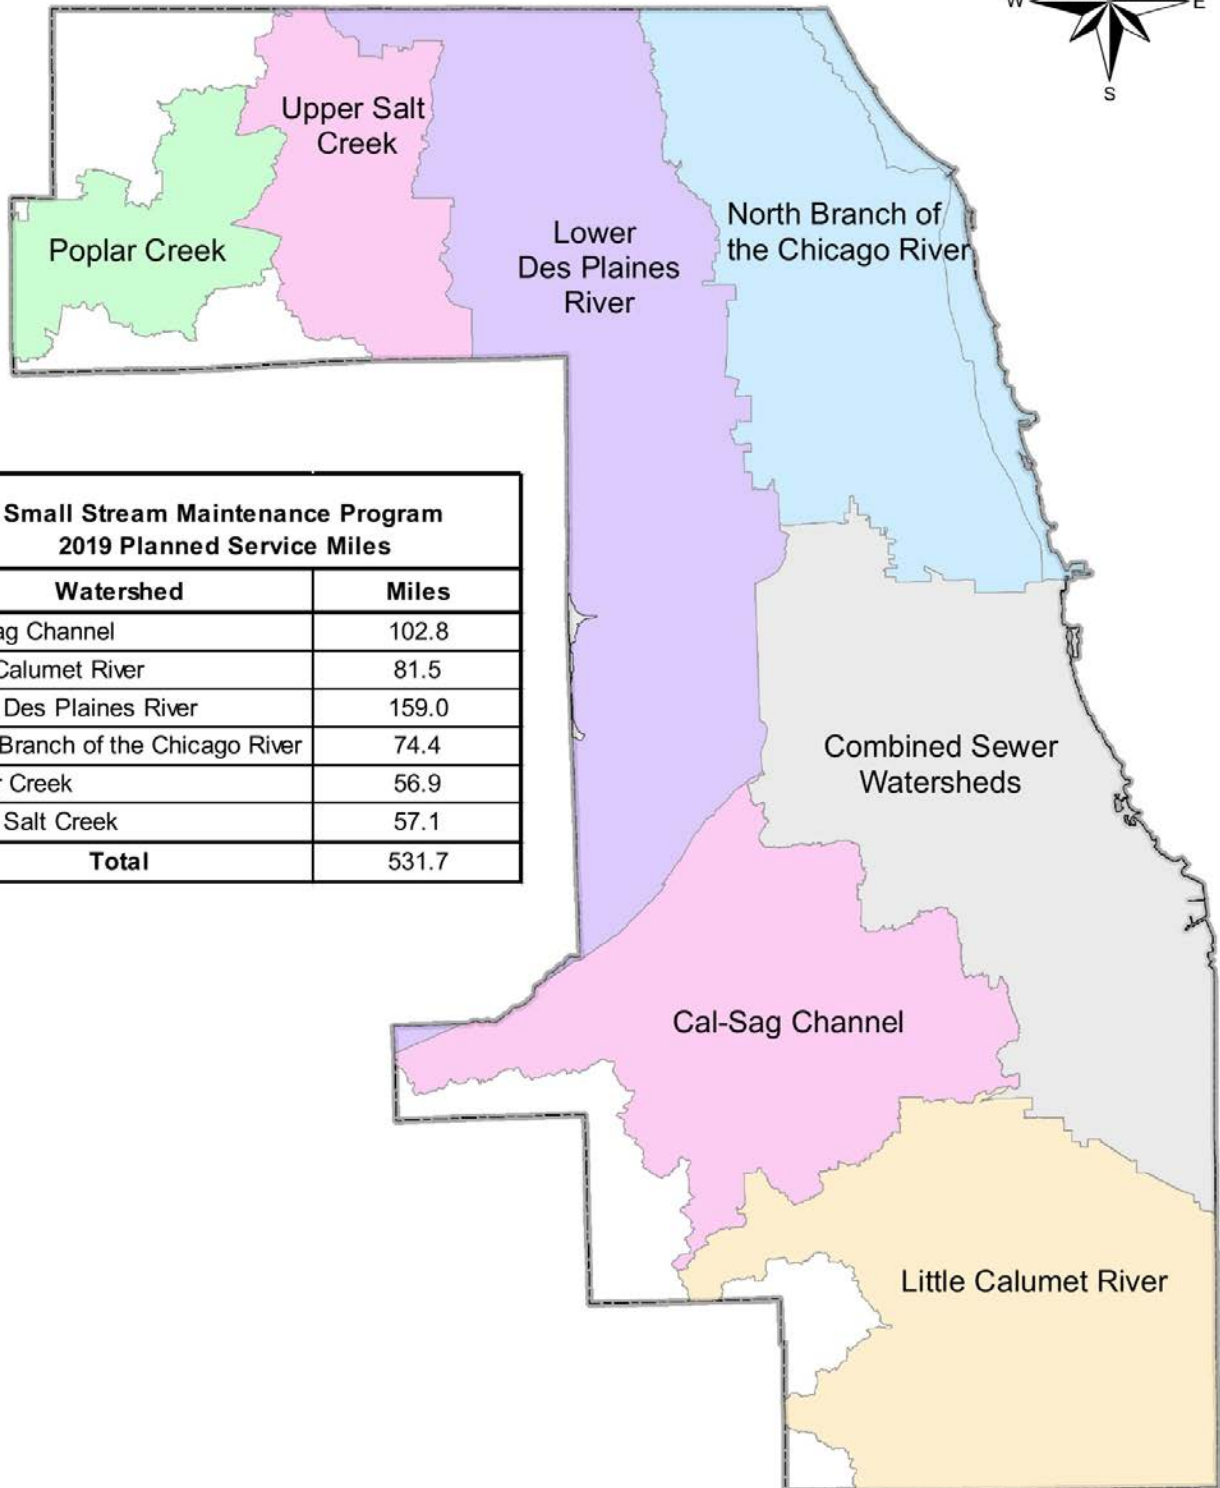 W
E
S
Upper Salt
Creek
Poplar Creek
Lower
Des Plaines
River
North Branch of
the Chicago River
Small Stream Maintenance Program
2019 Planned Service Miles
Watershed Miles
ag Channel 102.8
Calumet River 81.5
Des Plaines River 159.0
Branch of the Chicago River 74.4
r Creek 56.9
Salt Creek 57.1
Total 531.7
Combined Sewer
Watersheds
Cal-Sag Channel
Little Calumet River